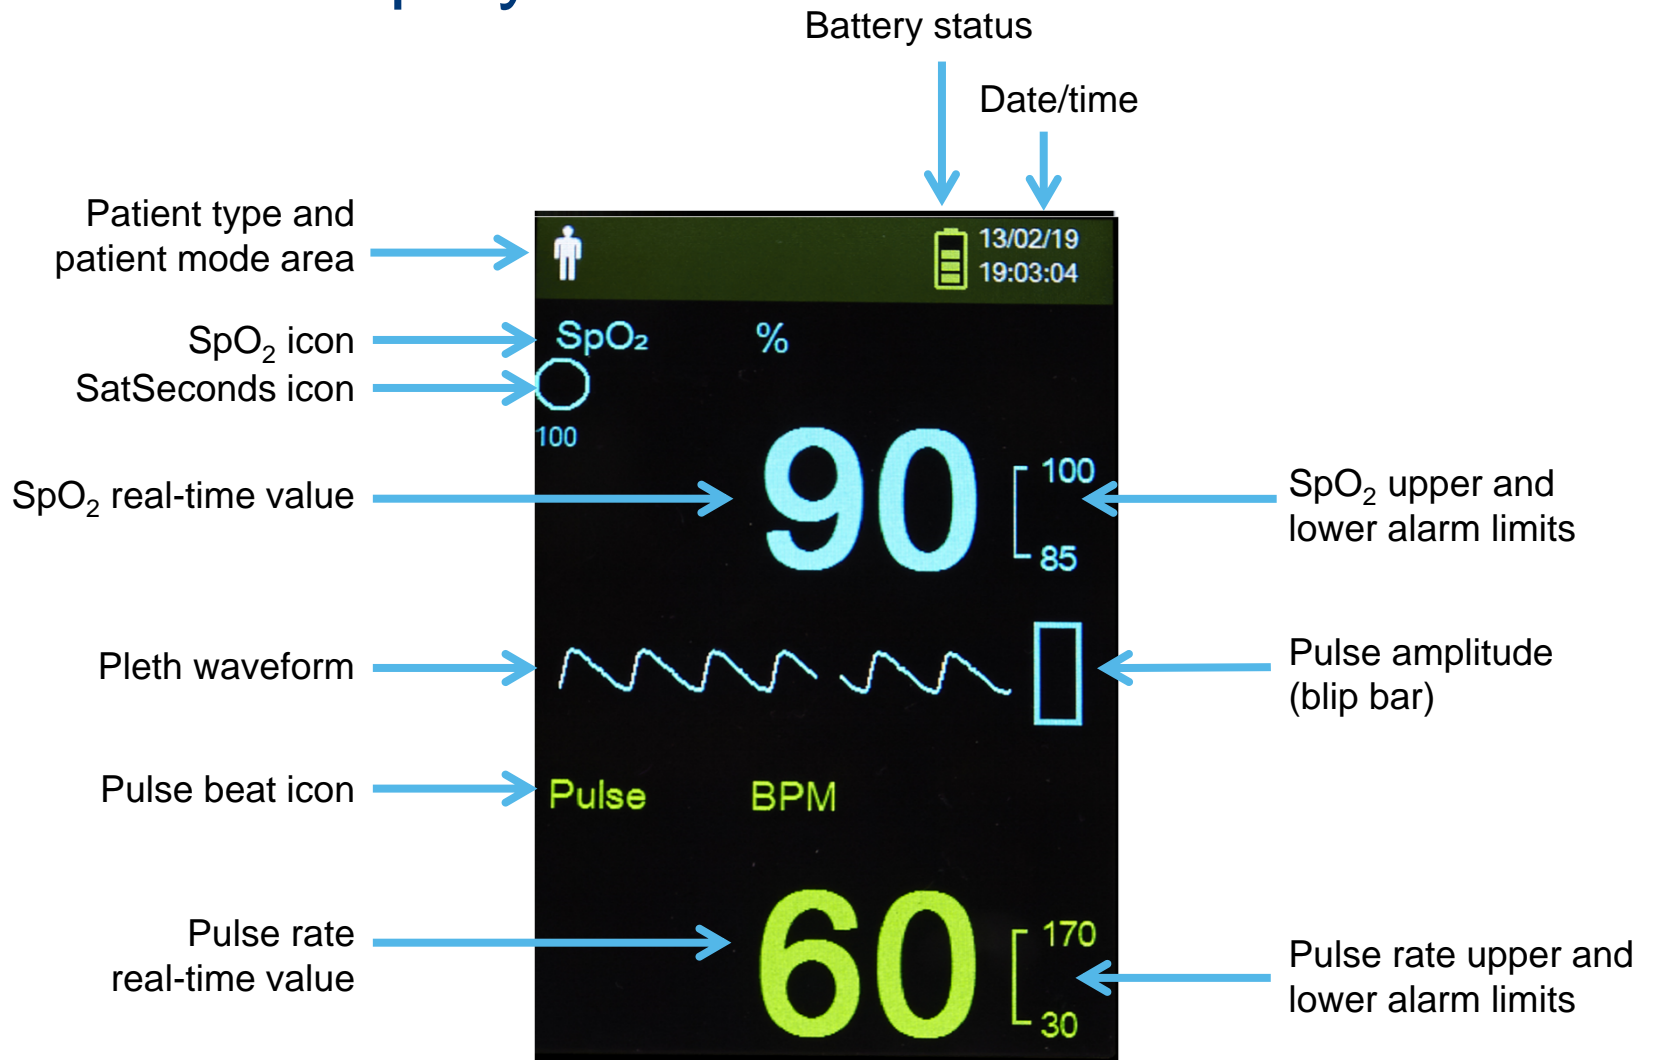 Battery status
Date/time
Patient type and
patient mode area
13/02/19
19:03:04
SpO₂ icon
SpO₂ %
SatSeconds icon
100
SpO₂ real-time value
90
100
85
SpO₂ upper and
lower alarm limits
Pleth waveform
Pulse amplitude
(blip bar)
Pulse beat icon
Pulse BPM
Pulse rate
real-time value
60
170
30
Pulse rate upper and
lower alarm limits